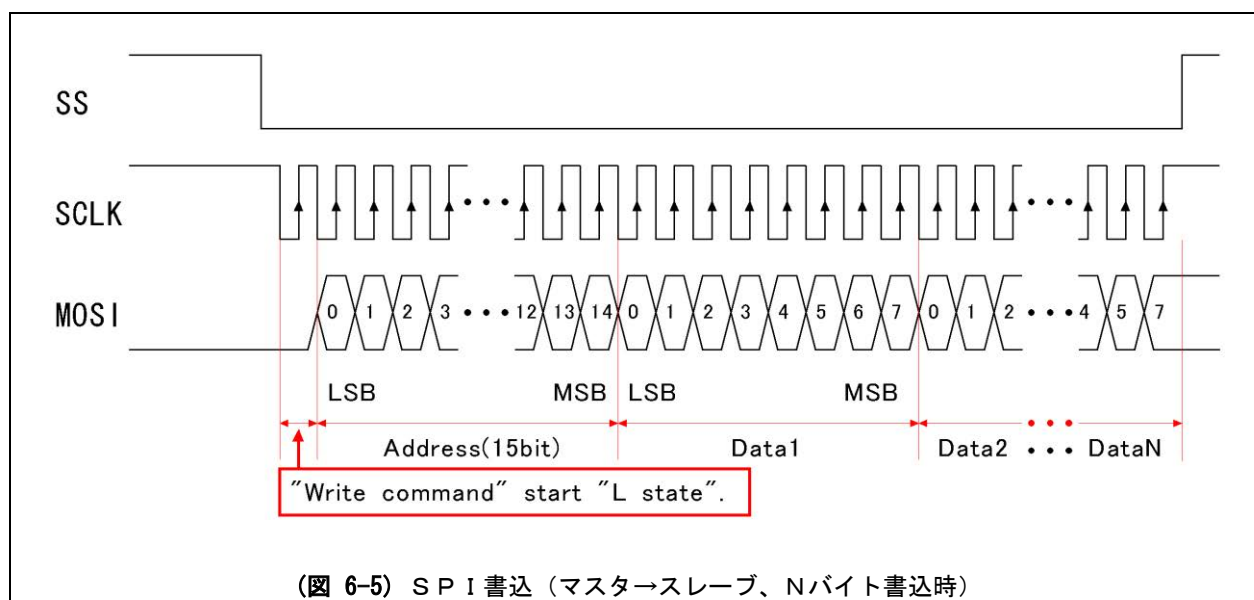 SS
SCLK
MOSI
0 1 2 3 ••• 12 13 14 0 1 2 3 4 5 6 7 0 1 2 ••• 4 5 7
LSB MSB LSB MSB
Address(15bit) Data1 Data2 ••• DataN
"Write command" start "L state".
(図 6-5) SPI書込（マスタ→スレーブ、Nバイト書込時）